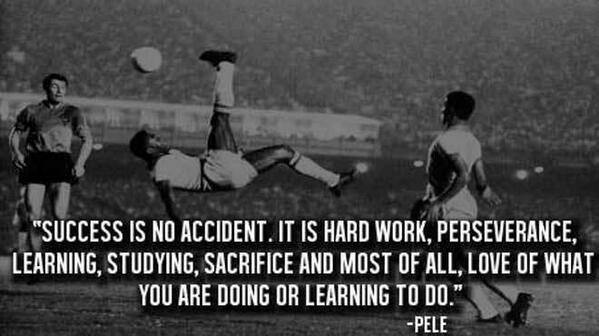 "SUCCESS IS NO ACCIDENT. IT IS HARD WORK, PERSEVERANCE,
LEARNING, STUDYING, SACRIFICE AND MOST OF ALL, LOVE OF WHAT
YOU ARE DOING OR LEARNING TO DO."
-PELE